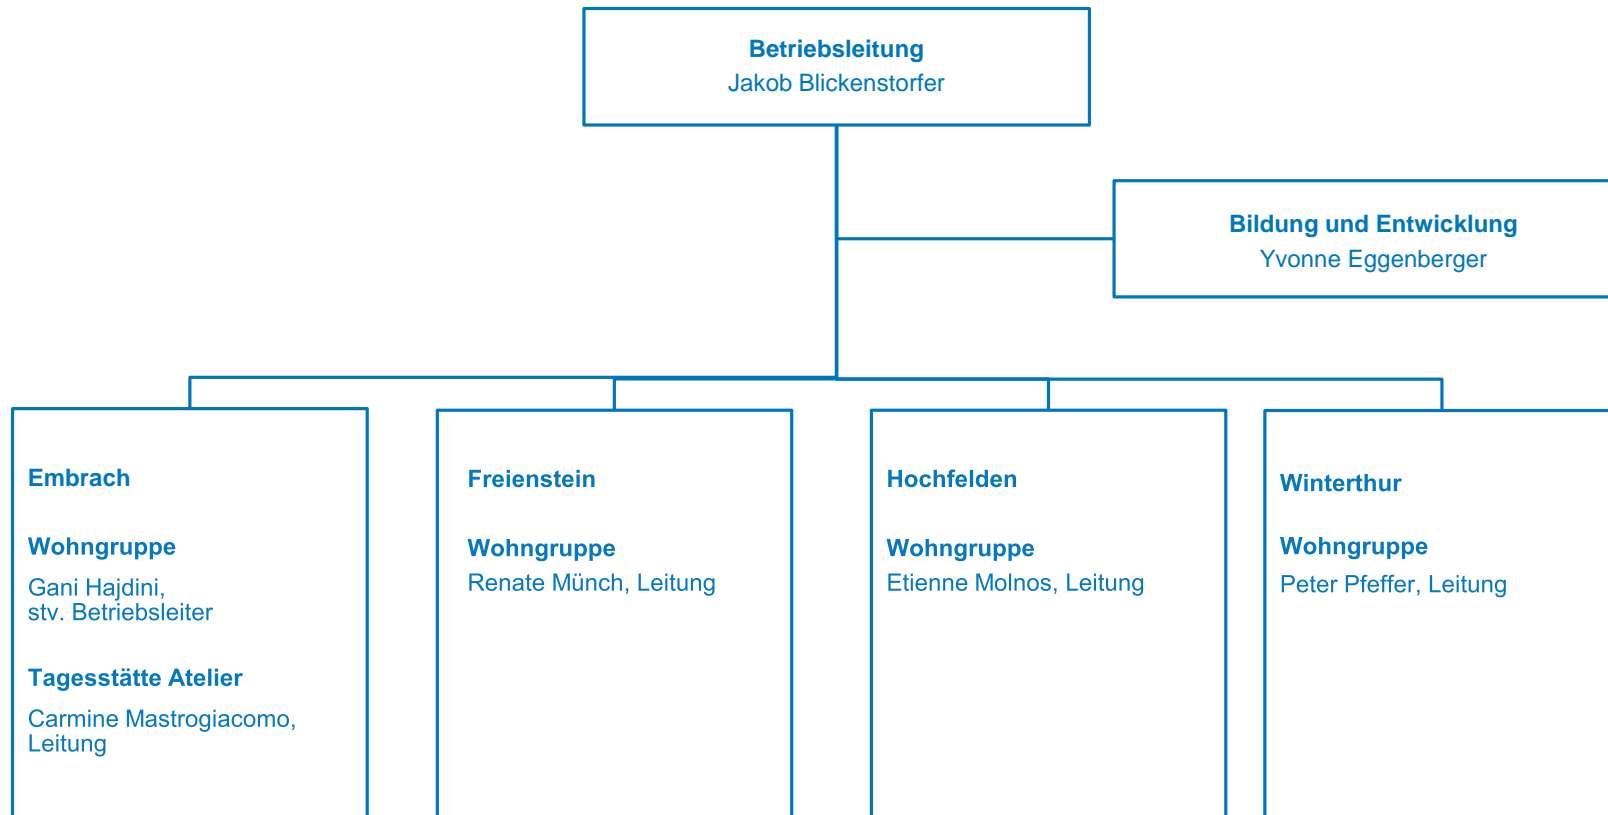 Betriebsleitung
Jakob Blickenstorfer
Bildung und Entwicklung
Yvonne Eggenberger
Embrach
Wohngruppe
Gani Hajdini,
stv. Betriebsleiter
Tagesstätte Atelier
Carmine Mastrogiacomo,
Leitung
Freienstein
Wohngruppe
Renate Münch, Leitung
Hochfelden
Wohngruppe
Etienne Molnos, Leitung
Winterthur
Wohngruppe
Peter Pfeffer, Leitung